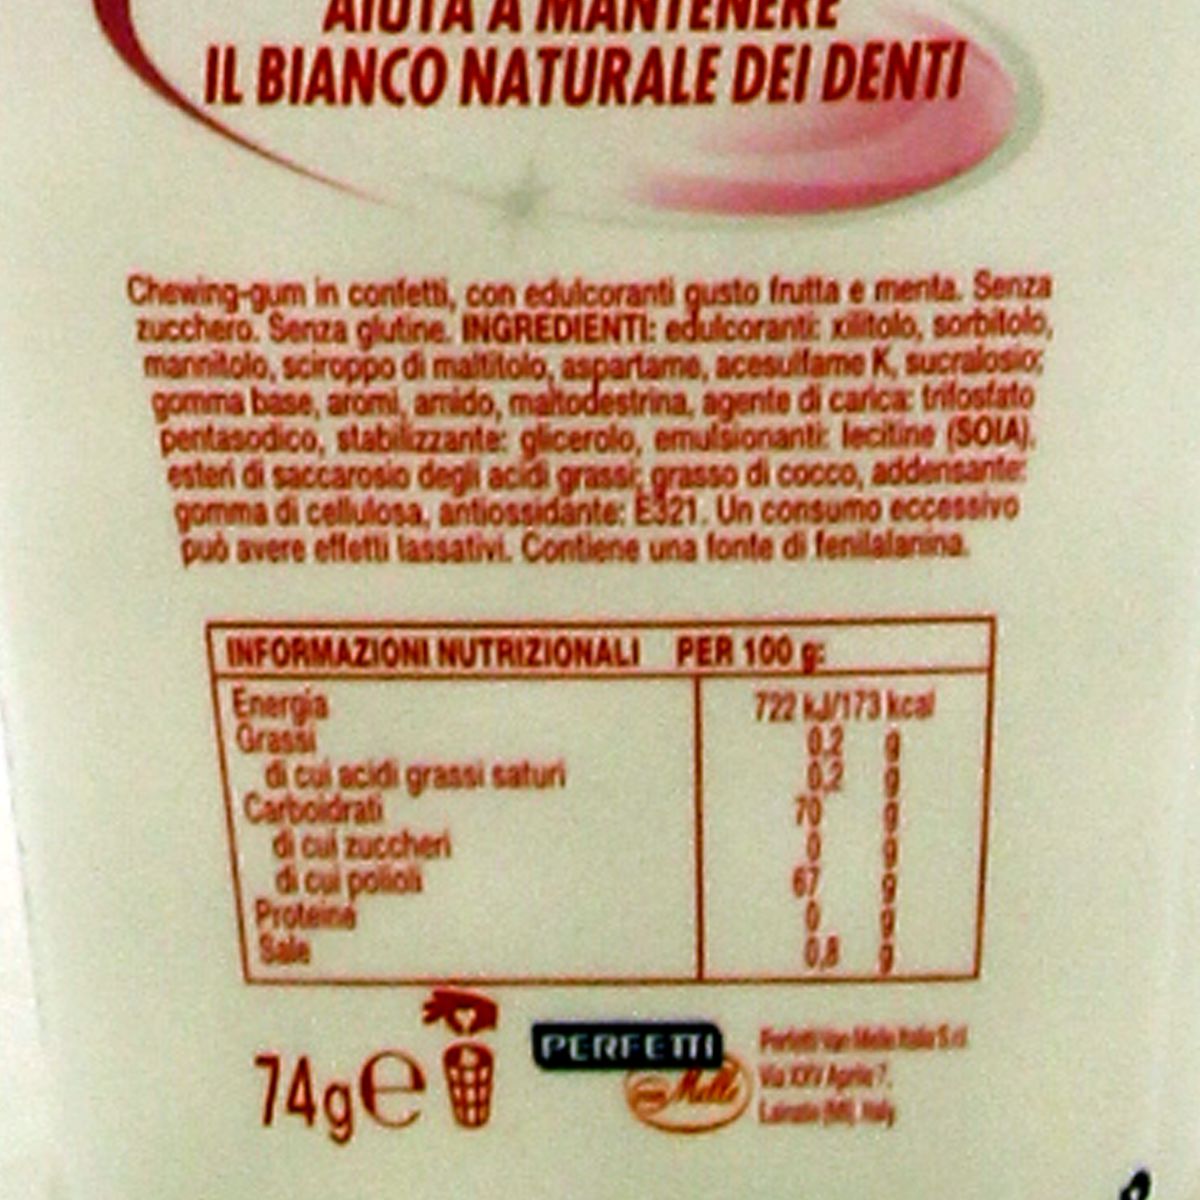 AIUTA A MANTENERE
IL BIANCO NATURALE DEI DENTI
Chewing-gum in confetti, con edulcoranti gusto frutta e menta. Senza
zucchero. Senza glutine. INGREDIENTI: edulcoranti: xilitolo, sorbitolo,
mannitolo, sciroppo di maltitolo, aspartame, acesulfame K, sucralosio;
gomma base, aromi, amido, maltodestrina, agente di carica: trifosfato
pentasodico, stabilizzante: glicerolo, emulsionanti: lecitine (SOIA),
esteri di saccarosio degli acidi grassi; grasso di cocco, addensante:
gomma di cellulosa, antiossidante: E321. Un consumo eccessivo
può avere effetti lassativi. Contiene una fonte di fenilalanina.
INFORMAZIONI NUTRIZIONALI PER 100 g:
Energia 722 kJ/173 kcal
Grassi 0,2 g
di cui acidi grassi saturi 0,2 g
Carboidrati 70 g
di cui zuccheri 0 g
di cui polioli 67 g
Proteine 0 g
Sale 0,8 g
74g e
PERFETTI
van Melle
Perfetti Van Melle Italia S.r.l
Via XXV Aprile 7,
Lainate (MI), Italy